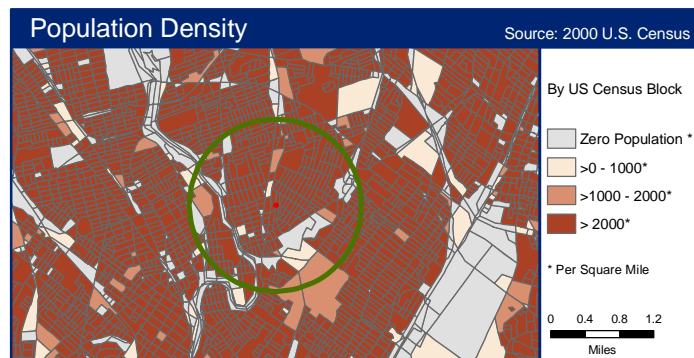 Population Density
Source: 2000 U.S. Census
By US Census Block
Zero Population *
>0 - 1000*
>1000 - 2000*
> 2000*
* Per Square Mile
0 0.4 0.8 1.2
Miles